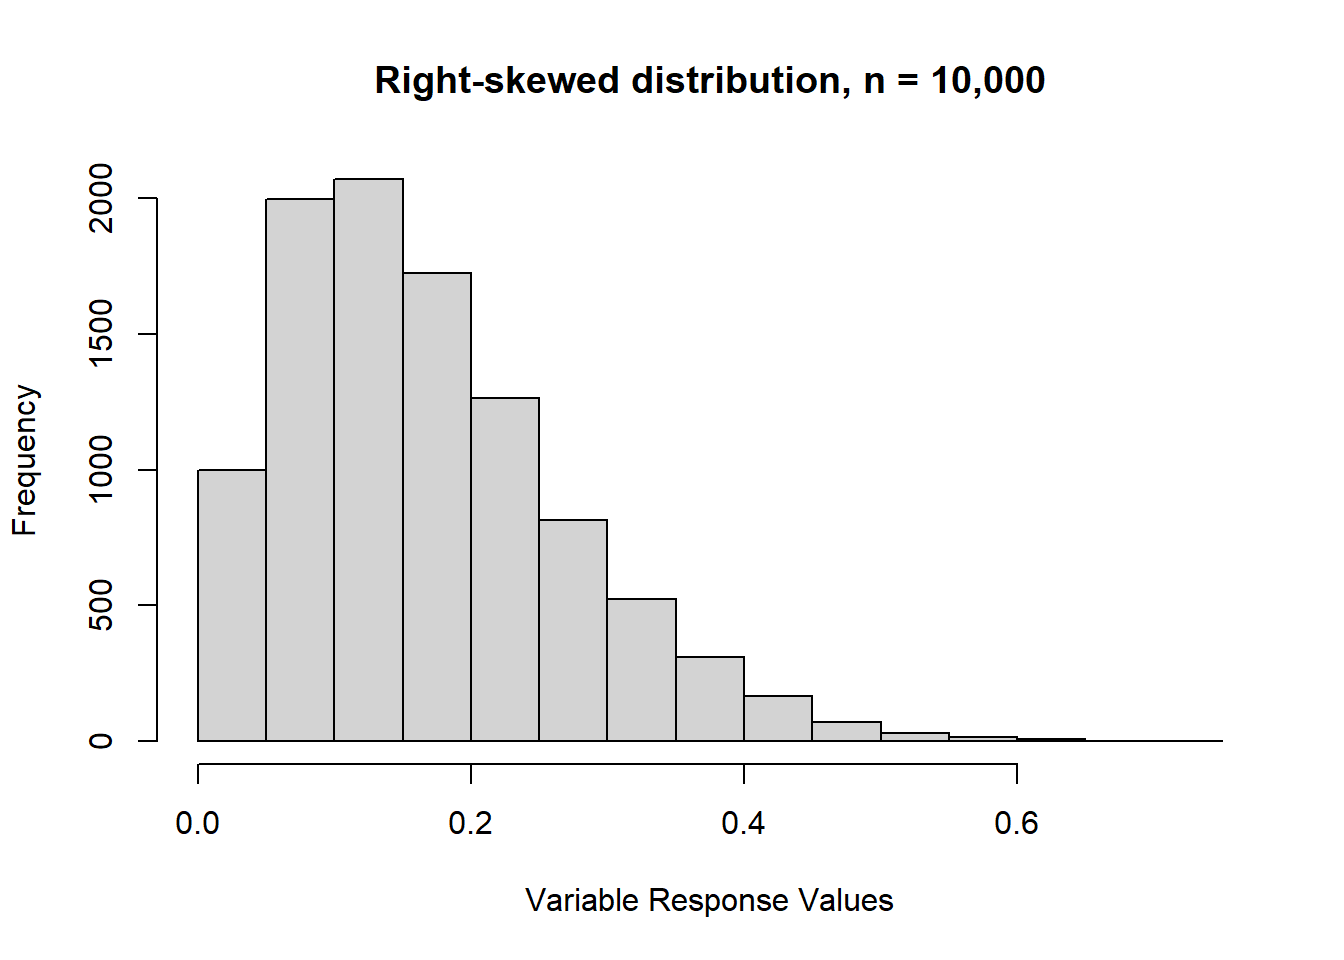 Right-skewed distribution, n = 10,000
Frequency
2000
1500
1000
500
0
0.0 0.2 0.4 0.6
Variable Response Values